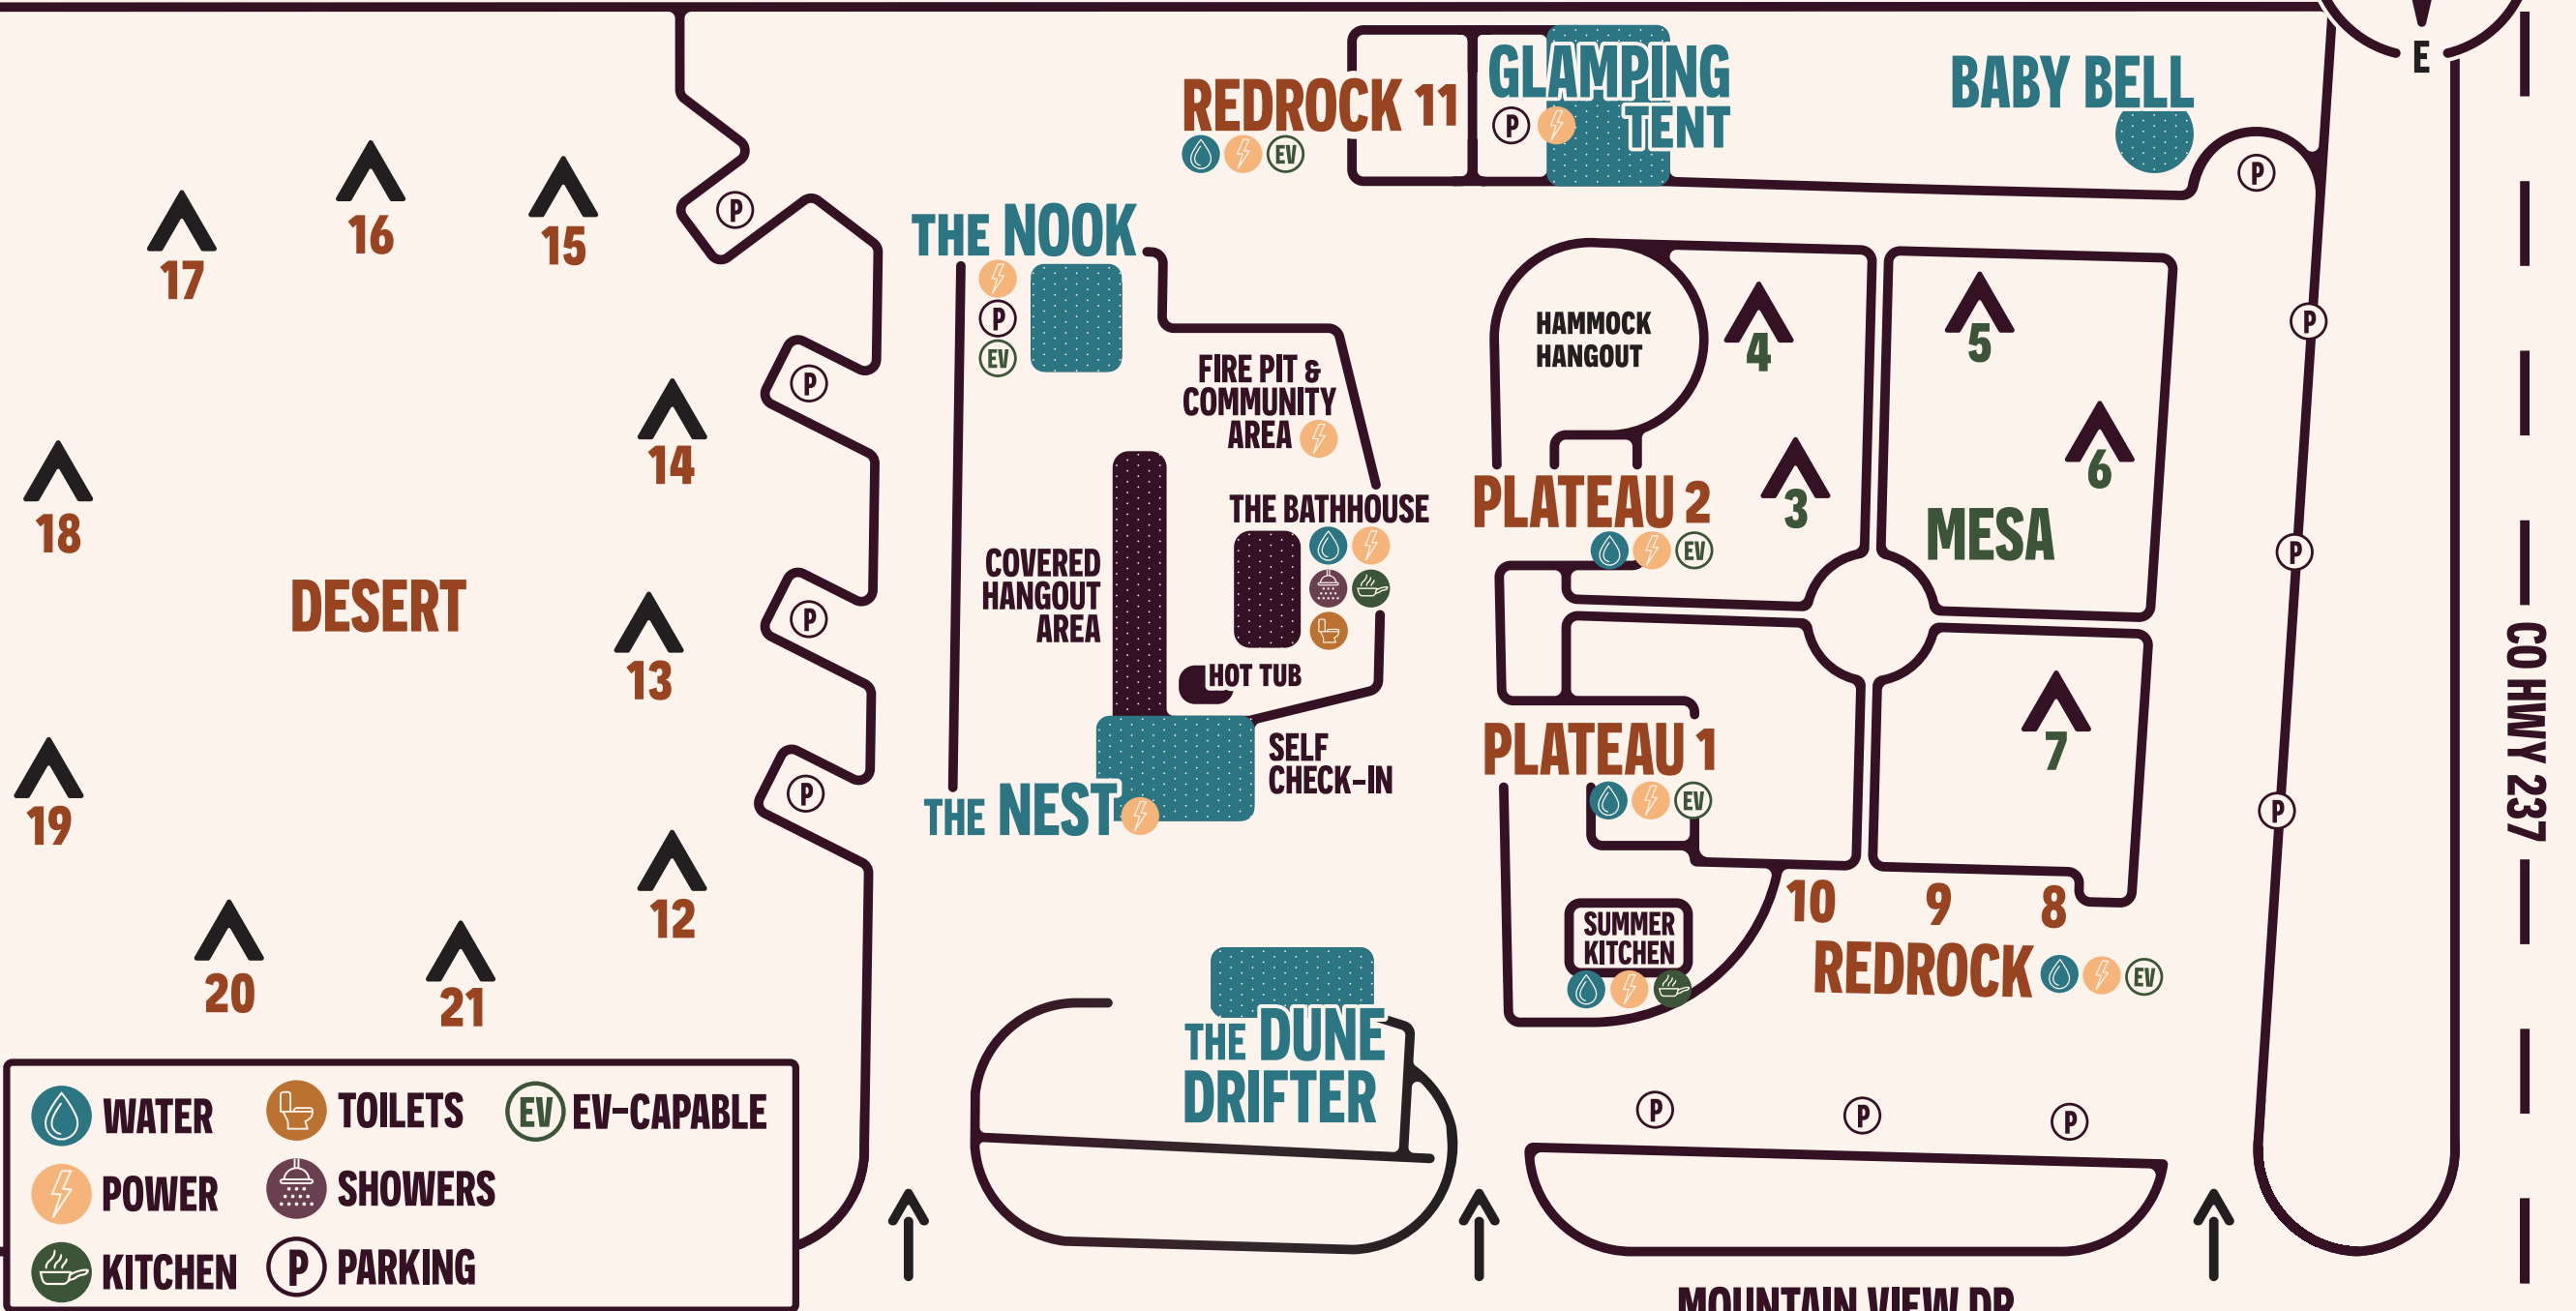 E
REDROCK 11
EV
GLAMPING
TENT
P
BABY BELL
P
17
16
15
P
THE NOOK
P
EV
HAMMOCK
HANGOUT
4
5
P
FIRE PIT &
COMMUNITY
AREA
P
14
6
18
THE BATHHOUSE
PLATEAU 2
EV
3
MESA
P
COVERED
HANGOUT
AREA
DESERT
P
13
HOT TUB
CO HWY 237
SELF
CHECK-IN
PLATEAU 1
EV
7
19
P
THE NEST
P
12
10
9
8
SUMMER
KITCHEN
REDROCK
EV
20
21
THE DUNE
DRIFTER
P
P
P
WATER
POWER
KITCHEN
TOILETS
SHOWERS
P PARKING
EV EV-CAPABLE
MOUNTAIN VIEW DR